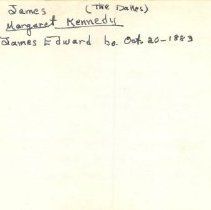 James (The Dalles)
Margaret Kennedy
James Edward bo. Oct. 20-1883